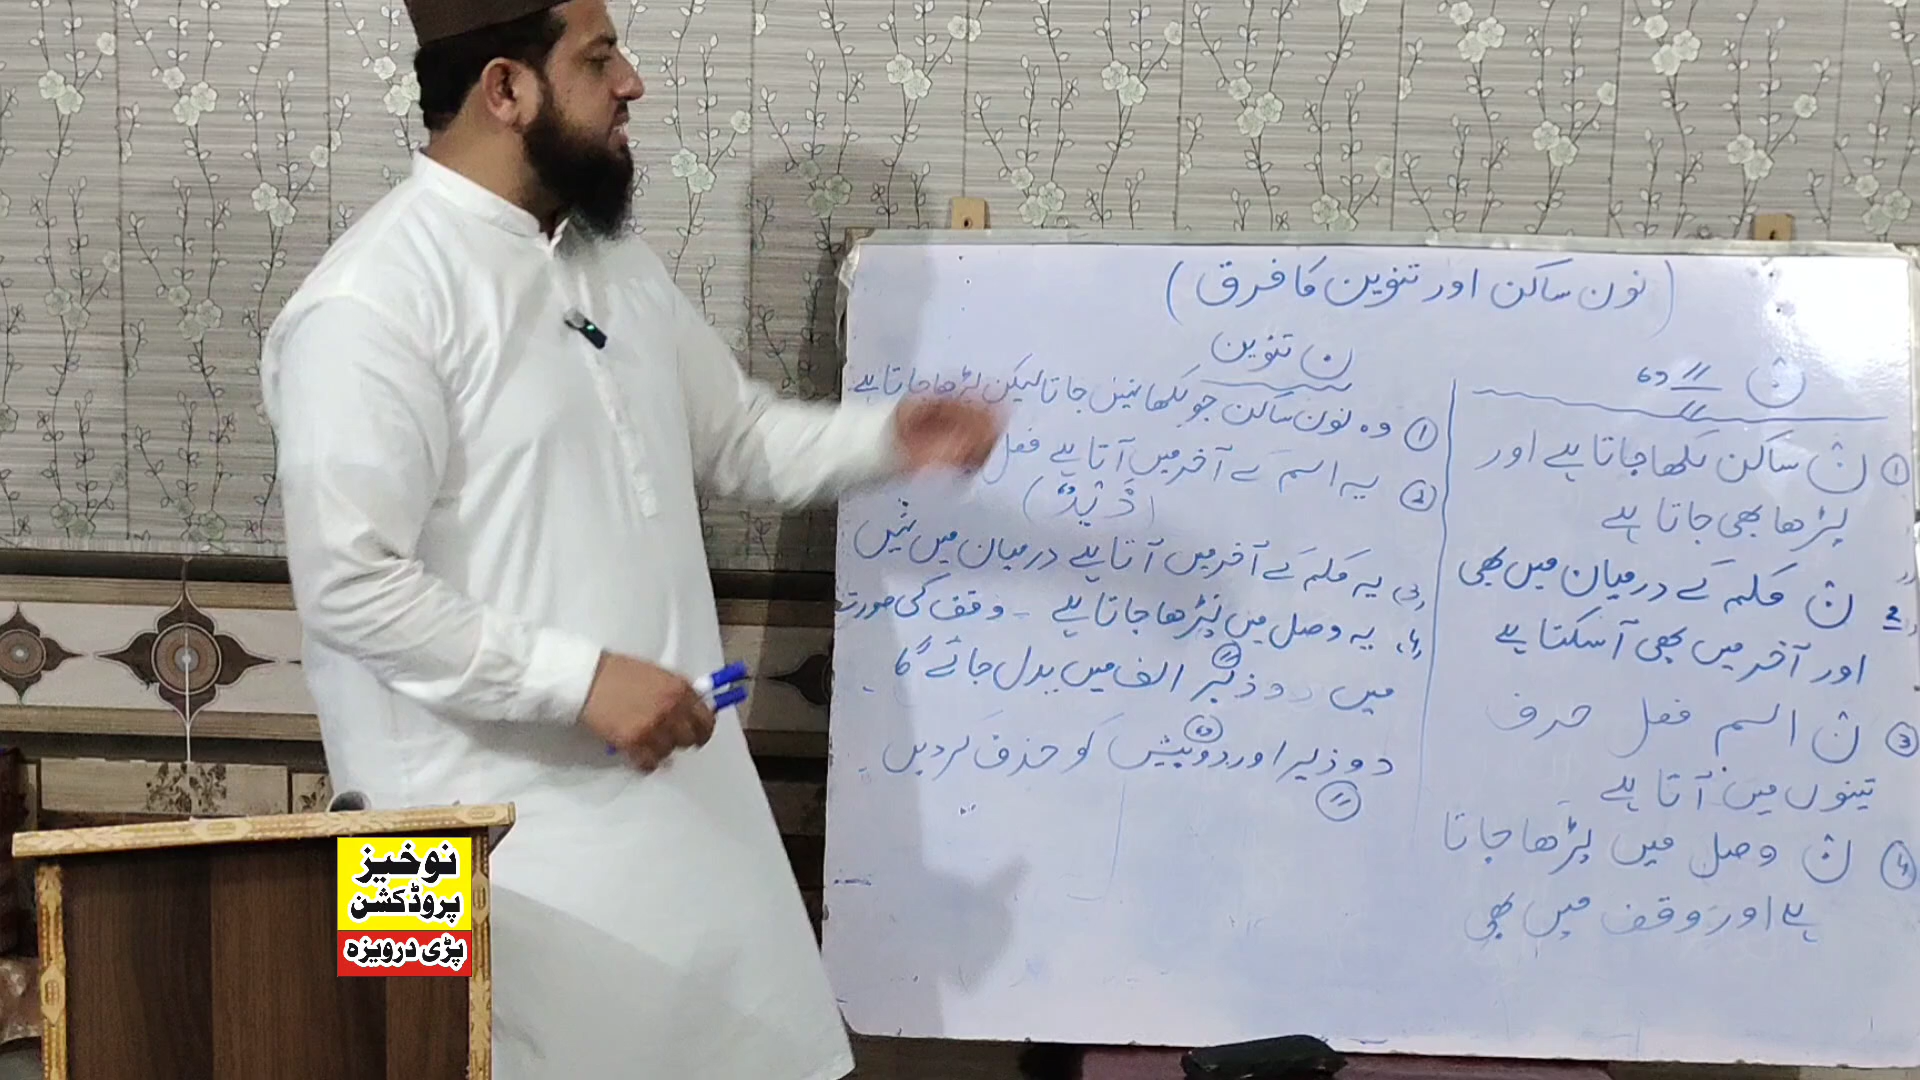 (نون ساکن اور تنوین کا فرق)
نْ
① نْ ساکن لکھا جاتا ہے اور
پڑھا بھی جاتا ہے
2 نْ کلمہ کے درمیان میں بھی
اور آخر میں بھی آ سکتا ہے
③ نْ اسم فعل حرف
تینوں میں آتا ہے
④ نْ وصل میں پڑھا جاتا
ہے اور وقف میں بھی
ن تنوین
① وہ نون ساکن جو لکھا نہیں جاتا لیکن پڑھا جاتا ہے
② یہ اسم کے آخر میں آتا ہے فعل
3 یہ کلمہ کے آخر میں آتا ہے درمیان میں نہیں
4 یہ وصل میں پڑھا جاتا ہے - وقف کی صورت
میں دو زبر الف میں بدل جائے گا -
دو زیر اور دو پیش کو حذف کر دیں -
نوخیز
پروڈکشن
پڑی درویزہ